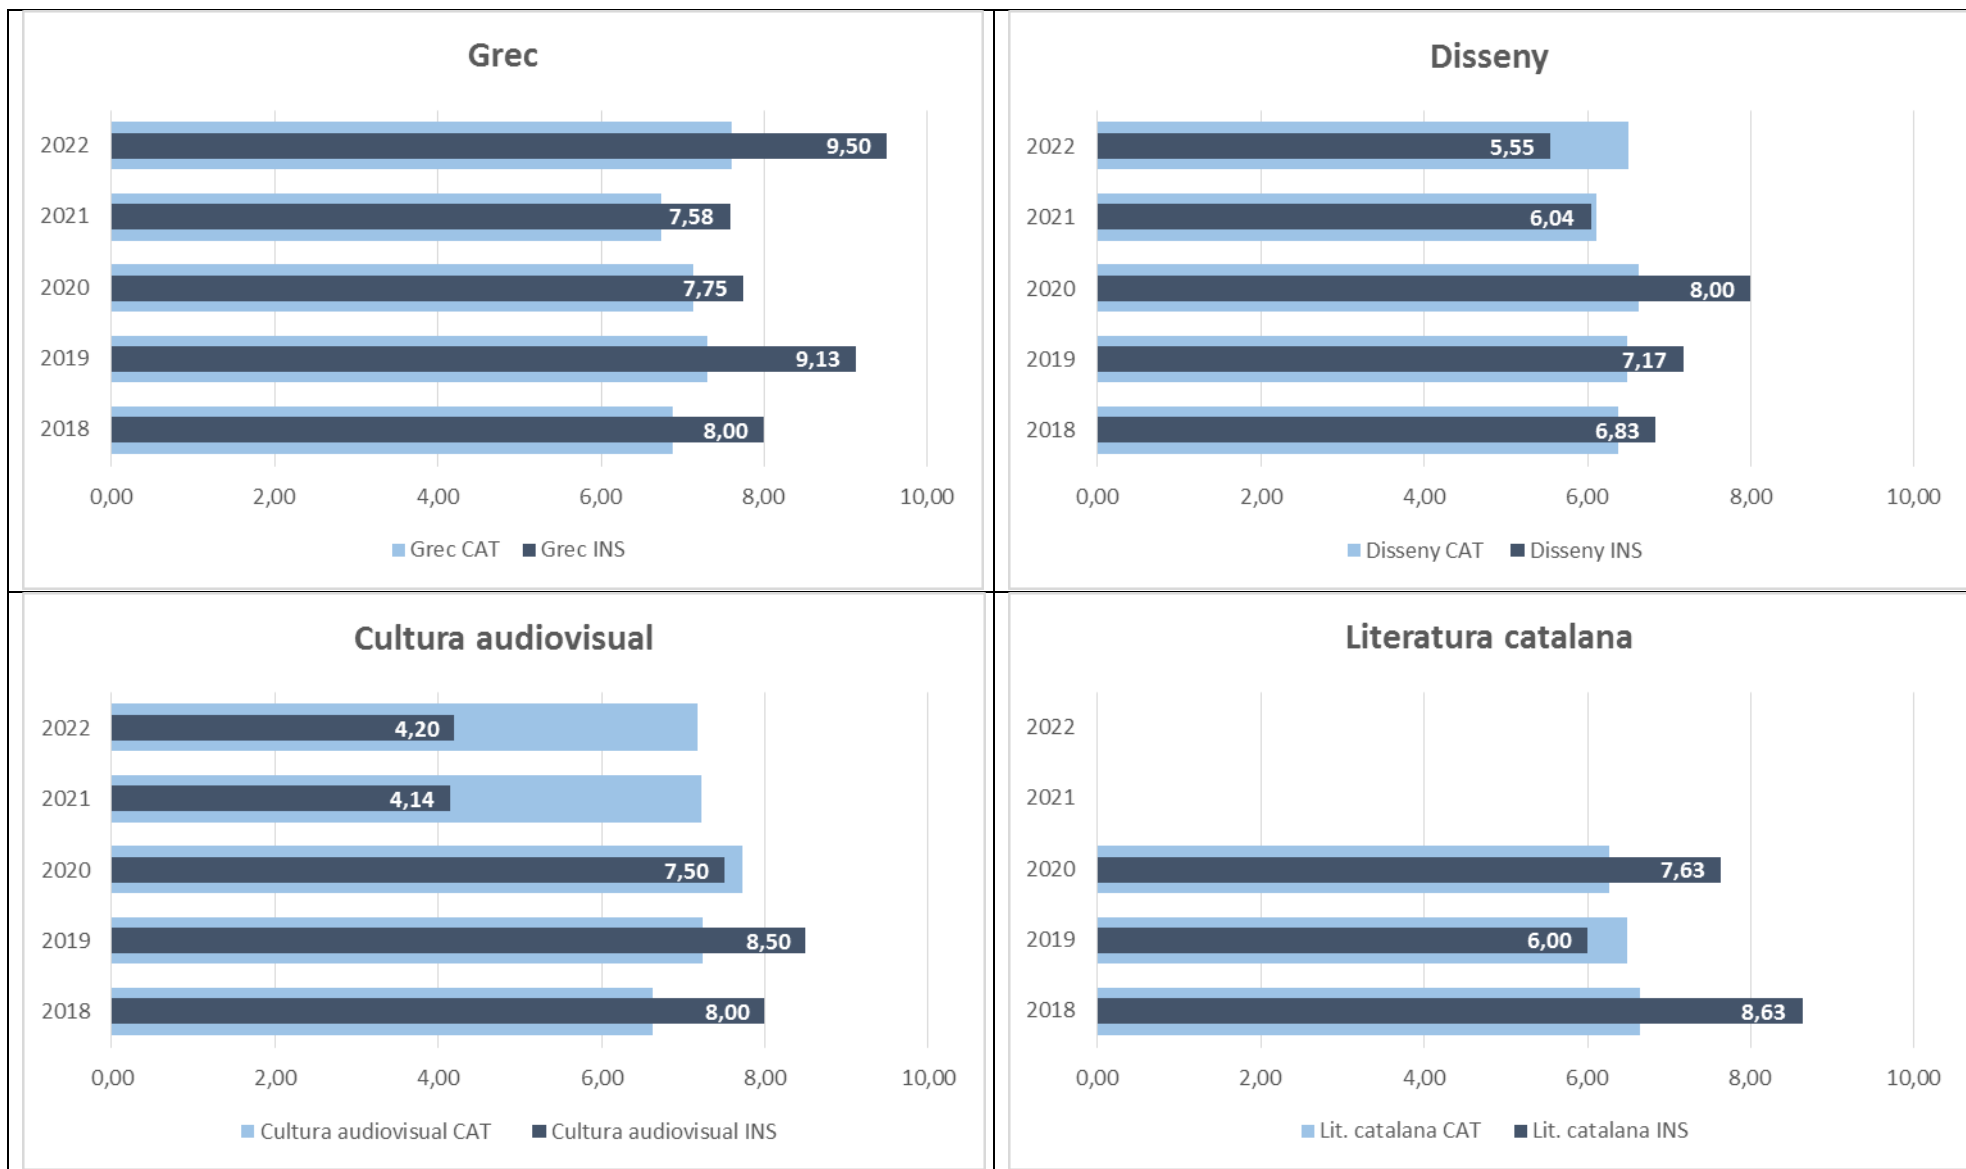 Grec
2022 9,50
2021 7,58
2020 7,75
2019 9,13
2018 8,00
0,00 2,00 4,00 6,00 8,00 10,00
Grec CAT Grec INS
Disseny
2022 5,55
2021 6,04
2020 8,00
2019 7,17
2018 6,83
0,00 2,00 4,00 6,00 8,00 10,00
Disseny CAT Disseny INS
Cultura audiovisual
2022 4,20
2021 4,14
2020 7,50
2019 8,50
2018 8,00
0,00 2,00 4,00 6,00 8,00 10,00
Cultura audiovisual CAT Cultura audiovisual INS
Literatura catalana
2022
2021
2020 7,63
2019 6,00
2018 8,63
0,00 2,00 4,00 6,00 8,00 10,00
Lit. catalana CAT Lit. catalana INS